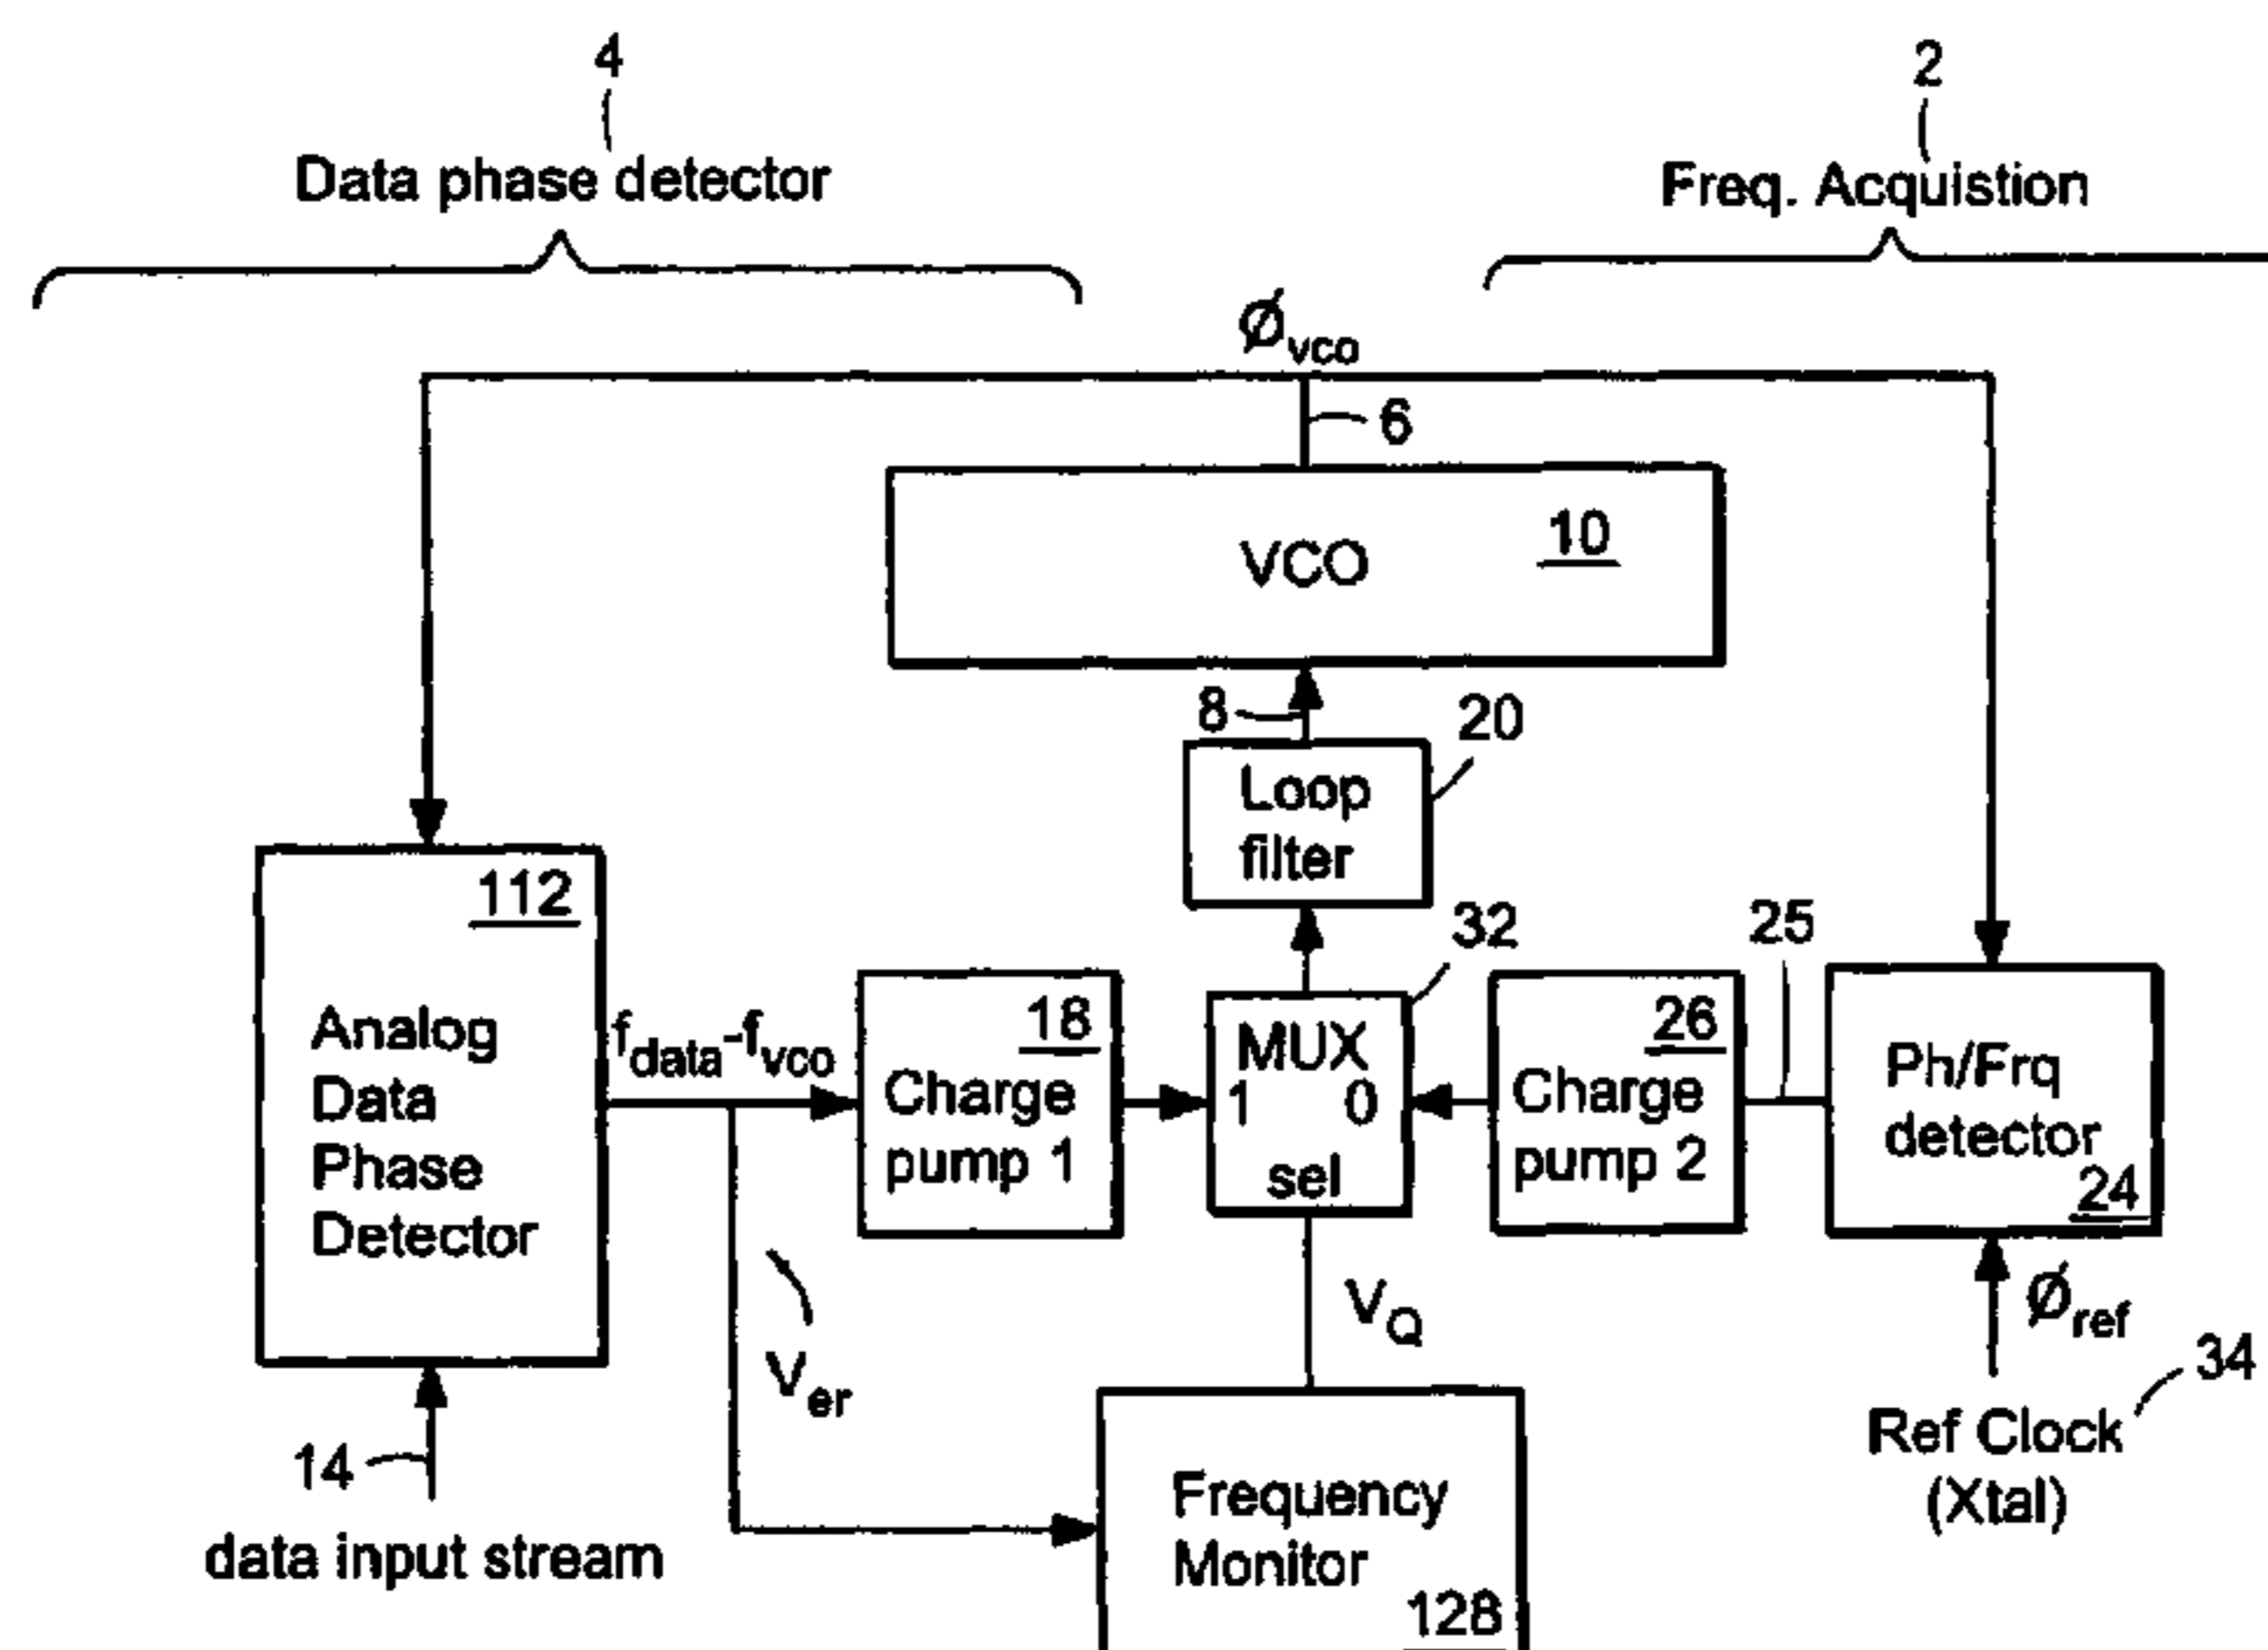 4
2
Data phase detector
Freq. Acquistion
Øvco
6
10
VCO
8
20
Loop
filter
112
Analog
Data
Phase
Detector
fdata-fvco
18
Charge
pump 1
32
MUX
1 0
sel
26
Charge
pump 2
25
Ph/Frq
detector
24
Ver
VQ
Øref
34
Ref Clock
(Xtal)
14
data input stream
Frequency
Monitor
128